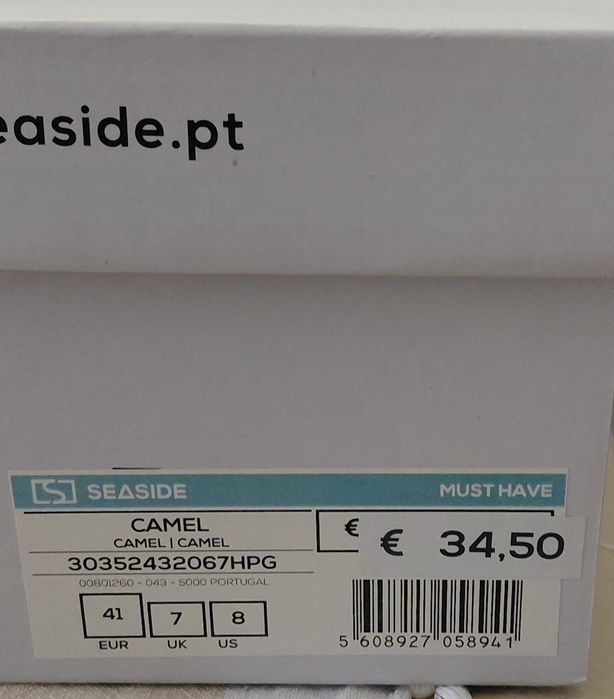 easide.pt
SEASIDE
MUST HAVE
CAMEL
CAMEL | CAMEL
30352432067HPG
00801260 - 043 - 5000 PORTUGAL
€
€ 34,50
41 7 8
EUR UK US
5 608927 058941